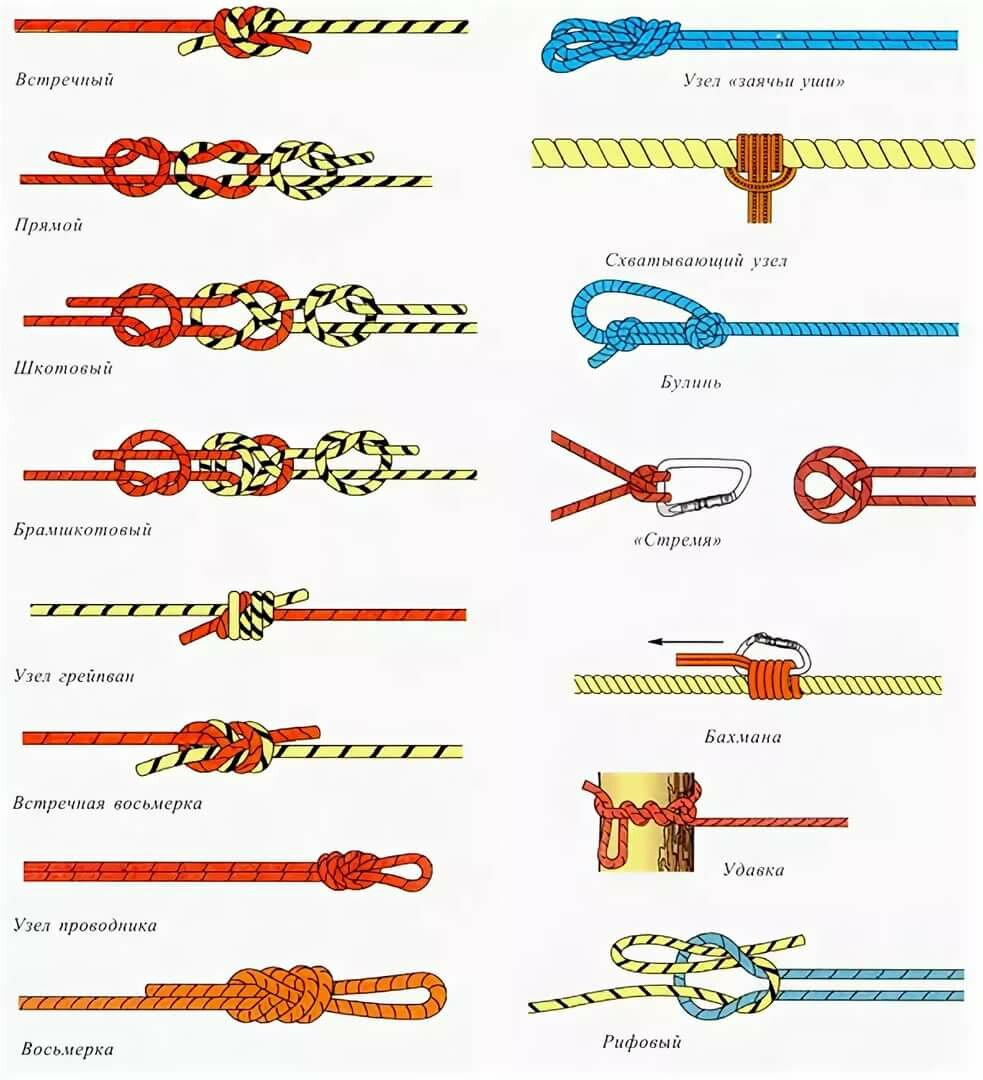 Встречный
Прямой
Шкотовый
Брамшкотовый
Узел грейпван
Встречная восьмерка
Узел проводника
Восьмерка
Узел «заячьи уши»
Схватывающий узел
Булинь
«Стремя»
Бахмана
Удавка
Рифовый